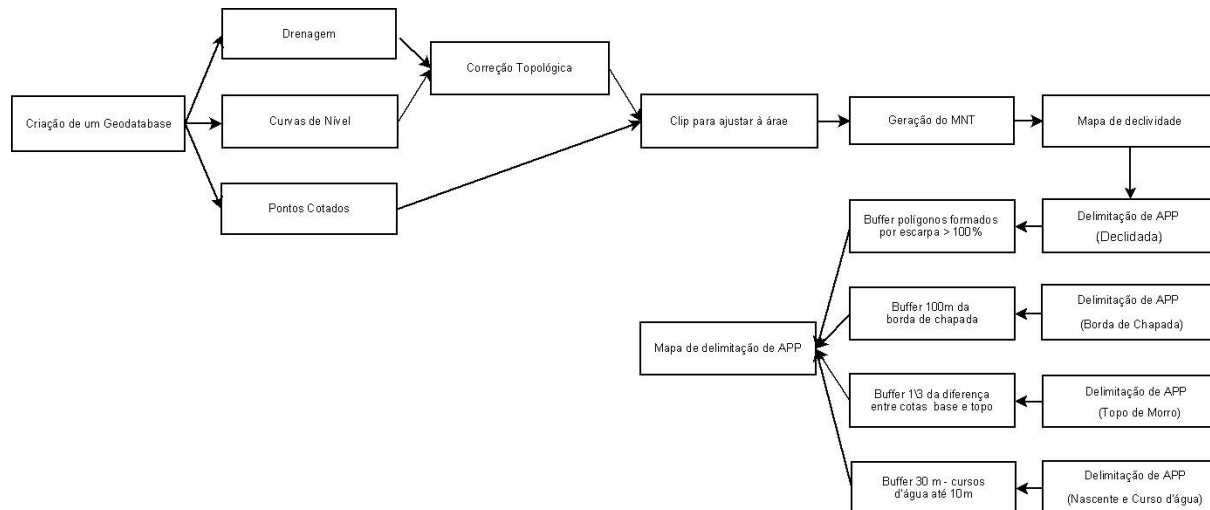 Drenagem
Correção Topológica
Criação de um Geodatabase
Curvas de Nível
Clip para ajustar à árae
Geração do MNT
Mapa de declividade
Pontos Cotados
Buffer polígonos formados
por escarpa > 100%
Delimitação de APP
(Declidada)
Buffer 100m da
borda de chapada
Delimitação de APP
(Borda de Chapada)
Mapa de delimitação de APP
Buffer 1\3 da diferença
entre cotas base e topo
Delimitação de APP
(Topo de Morro)
Buffer 30 m - cursos
d'água até 10m
Delimitação de APP
(Nascente e Curso d'água)